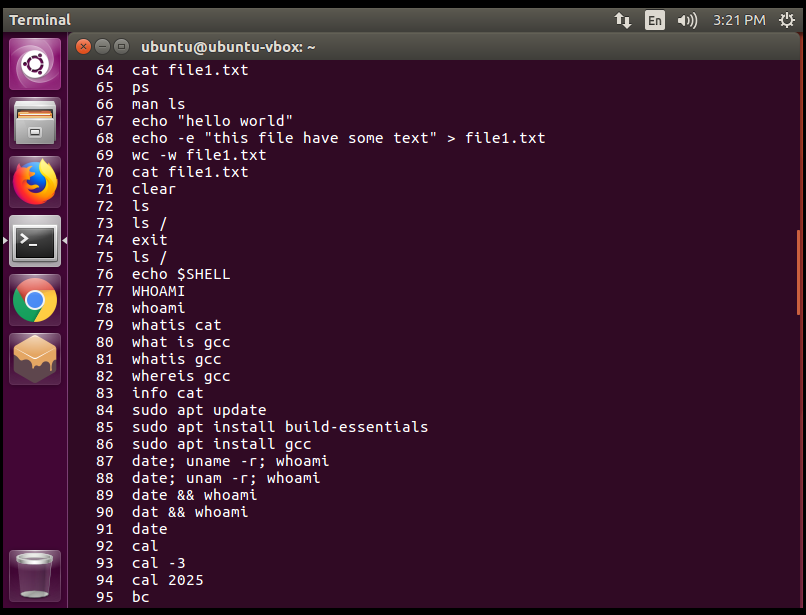 Terminal
En
3:21 PM
ubuntu@ubuntu-vbox: ~
64 cat file1.txt
65 ps
66 man ls
67 echo "hello world"
68 echo -e "this file have some text" > file1.txt
69 wc -w file1.txt
70 cat file1.txt
71 clear
72 ls
73 ls /
74 exit
75 ls /
76 echo $SHELL
77 WHOAMI
78 whoami
79 whatis cat
80 what is gcc
81 whatis gcc
82 whereis gcc
83 info cat
84 sudo apt update
85 sudo apt install build-essentials
86 sudo apt install gcc
87 date; uname -r; whoami
88 date; unam -r; whoami
89 date && whoami
90 dat && whoami
91 date
92 cal
93 cal -3
94 cal 2025
95 bc